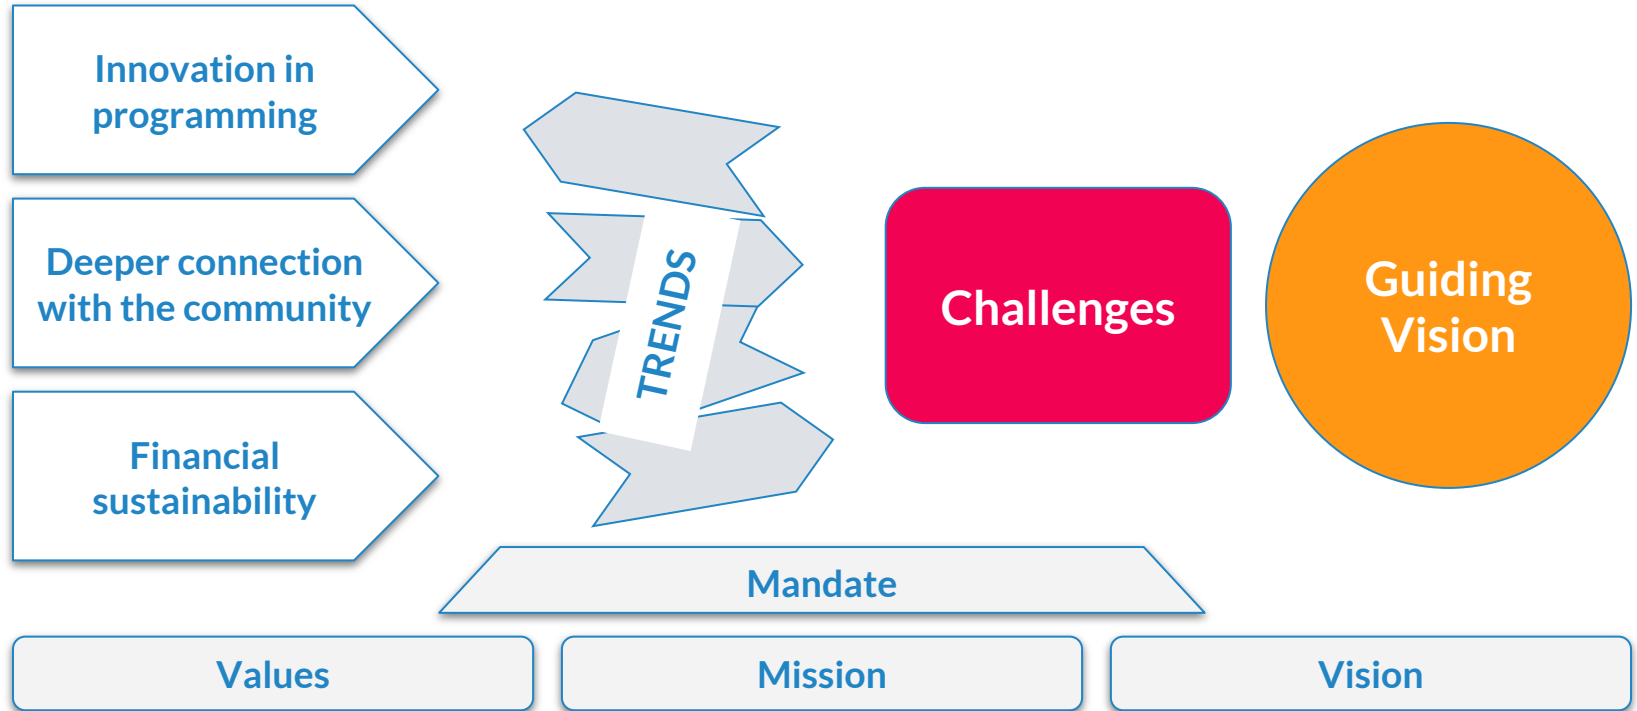 Innovation in
programming
Deeper connection
with the community
Financial
sustainability
TRENDS
Challenges
Guiding
Vision
Mandate
Values
Mission
Vision